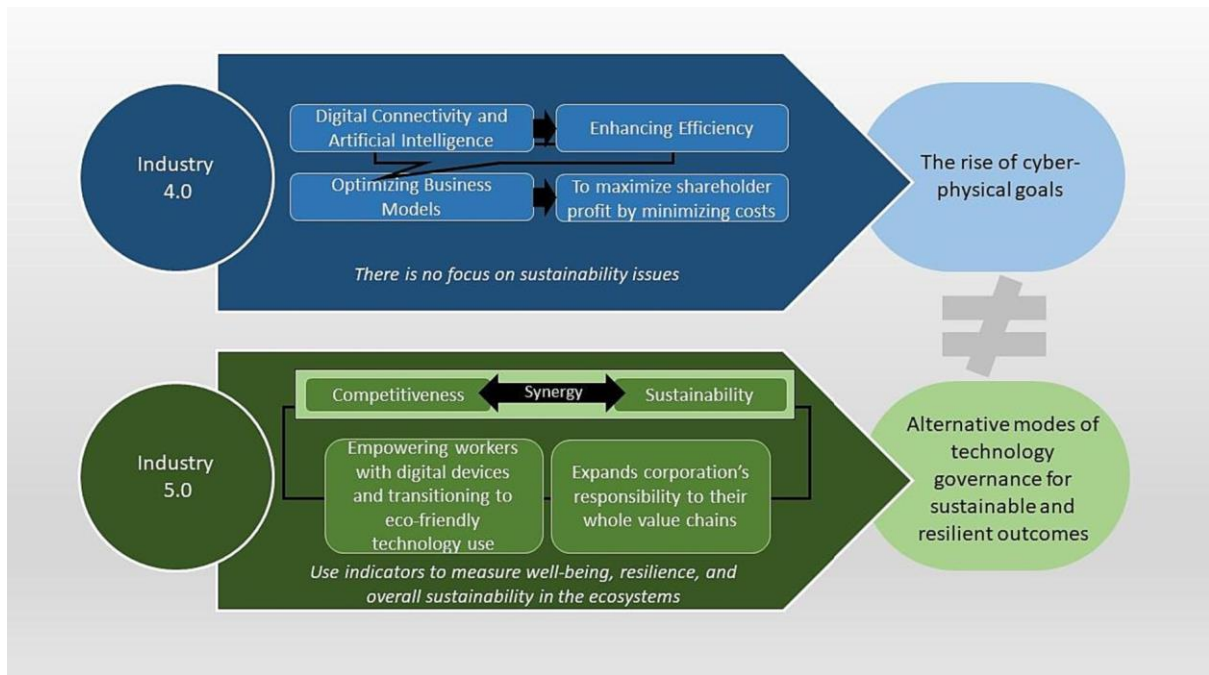 Industry
4.0
Digital Connectivity and
Artificial Intelligence
Enhancing Efficiency
Optimizing Business
Models
To maximize shareholder
profit by minimizing costs
There is no focus on sustainability issues
The rise of cyber-
physical goals
≠
Industry
5.0
Competitiveness
Synergy
Sustainability
Empowering workers
with digital devices
and transitioning to
eco-friendly
technology use
Expands corporation's
responsibility to their
whole value chains
Use indicators to measure well-being, resilience, and
overall sustainability in the ecosystems
Alternative modes of
technology
governance for
sustainable and
resilient outcomes